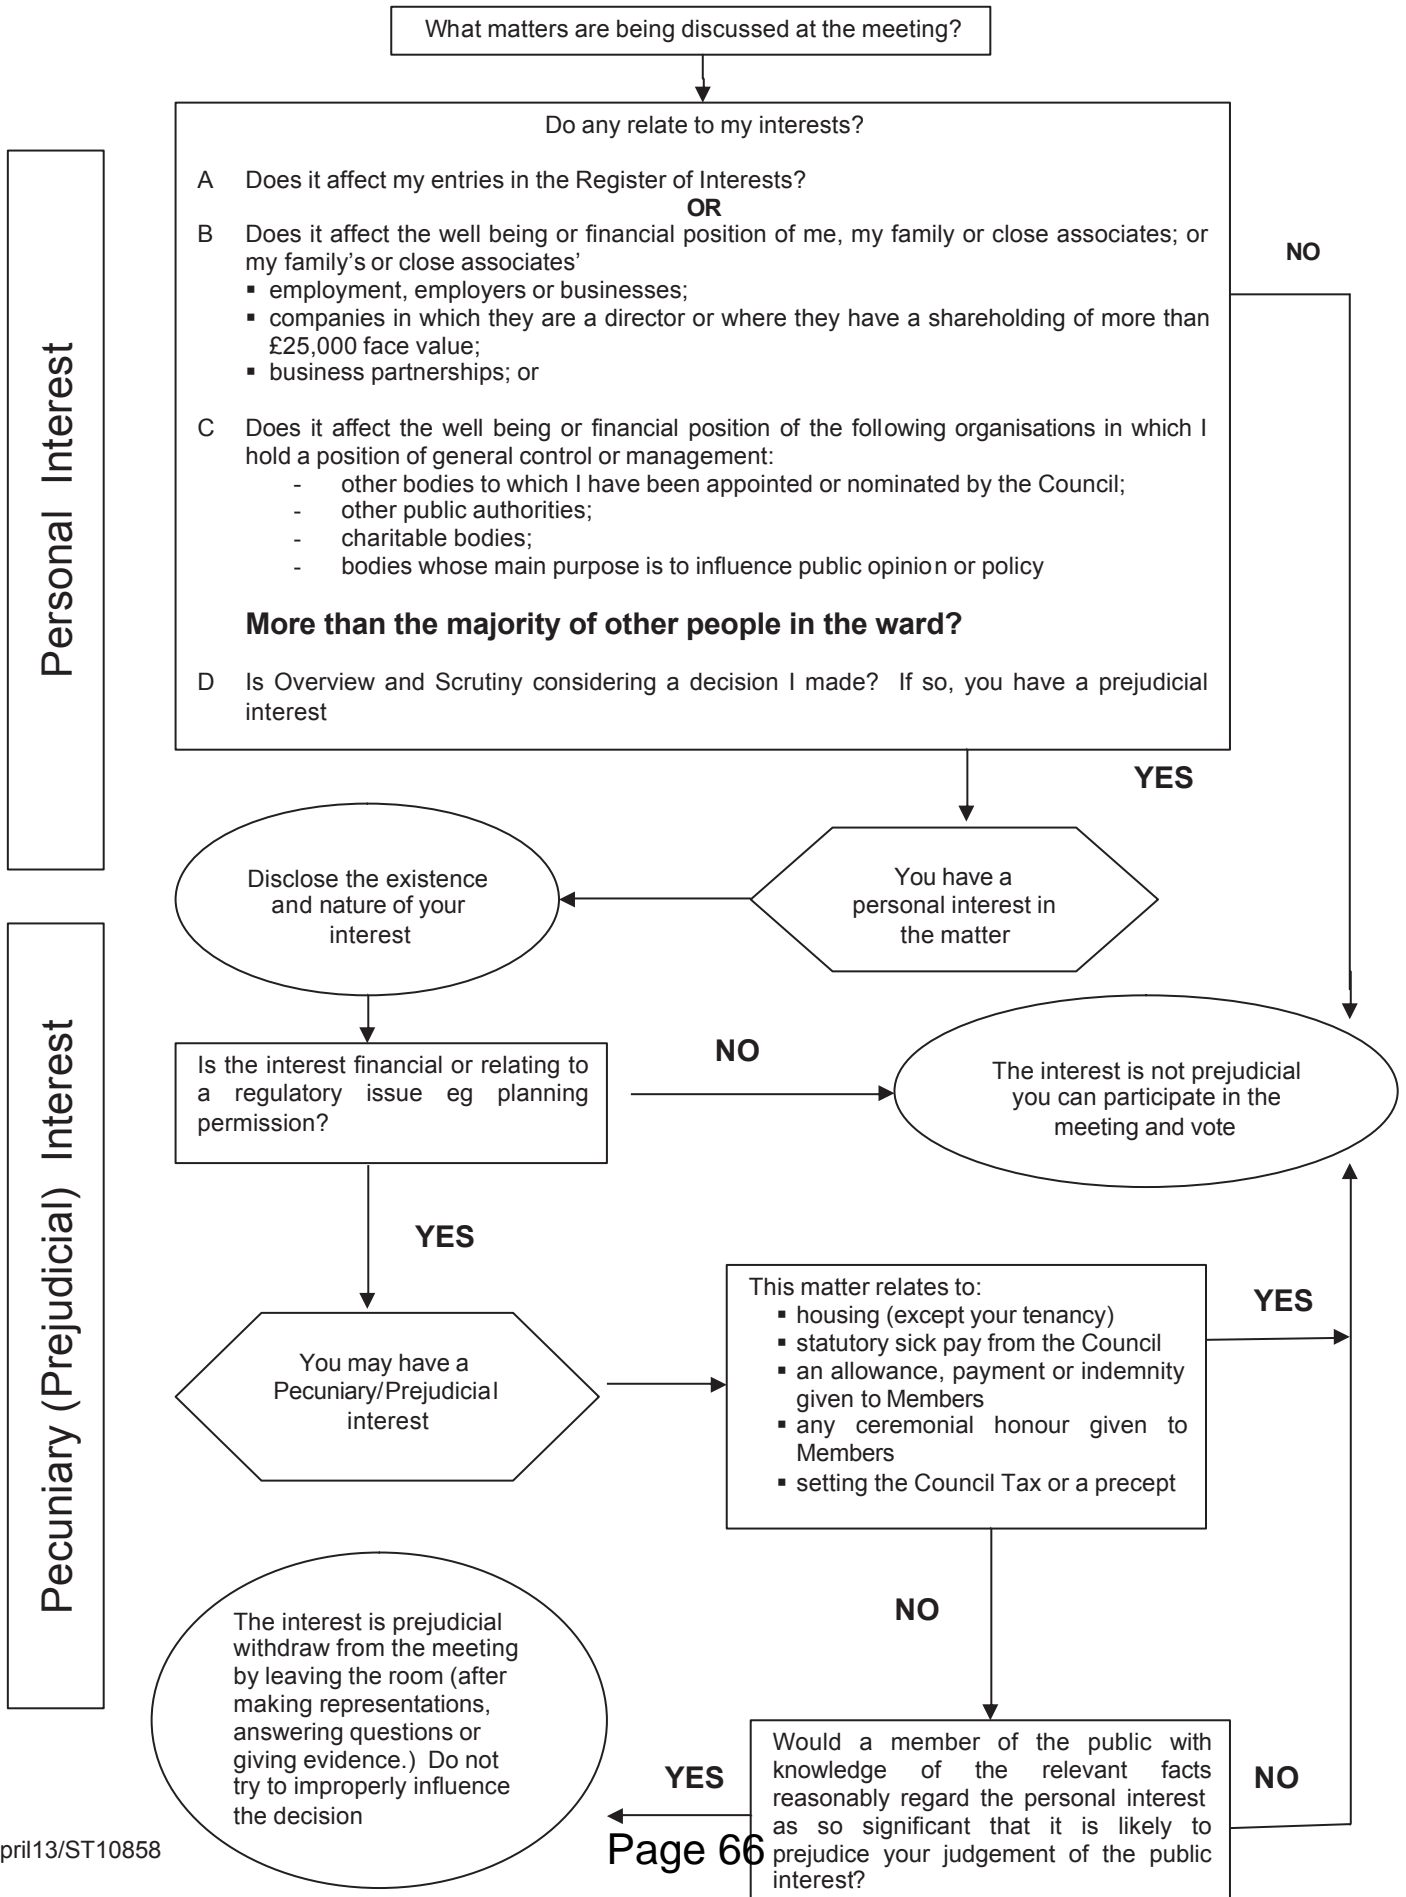 What matters are being discussed at the meeting?
Do any relate to my interests?
A Does it affect my entries in the Register of Interests?
OR
B Does it affect the well being or financial position of me, my family or close associates; or
my family's or close associates'
▪ employment, employers or businesses;
▪ companies in which they are a director or where they have a shareholding of more than
£25,000 face value;
▪ business partnerships; or
C Does it affect the well being or financial position of the following organisations in which I
hold a position of general control or management:
- other bodies to which I have been appointed or nominated by the Council;
- other public authorities;
- charitable bodies;
- bodies whose main purpose is to influence public opinion or policy
More than the majority of other people in the ward?
D Is Overview and Scrutiny considering a decision I made? If so, you have a prejudicial
interest
NO
Personal Interest
YES
You have a
personal interest in
the matter
Disclose the existence
and nature of your
interest
Pecuniary (Prejudicial) Interest
Is the interest financial or relating to
a regulatory issue eg planning
permission?
NO
The interest is not prejudicial
you can participate in the
meeting and vote
YES
You may have a
Pecuniary/Prejudicial
interest
This matter relates to:
▪ housing (except your tenancy)
▪ statutory sick pay from the Council
▪ an allowance, payment or indemnity
given to Members
▪ any ceremonial honour given to
Members
▪ setting the Council Tax or a precept
YES
NO
The interest is prejudicial
withdraw from the meeting
by leaving the room (after
making representations,
answering questions or
giving evidence.) Do not
try to improperly influence
the decision
YES
Would a member of the public with
knowledge of the relevant facts
reasonably regard the personal interest
as so significant that it is likely to
prejudice your judgement of the public
interest?
NO
pril13/ST10858
Page 66